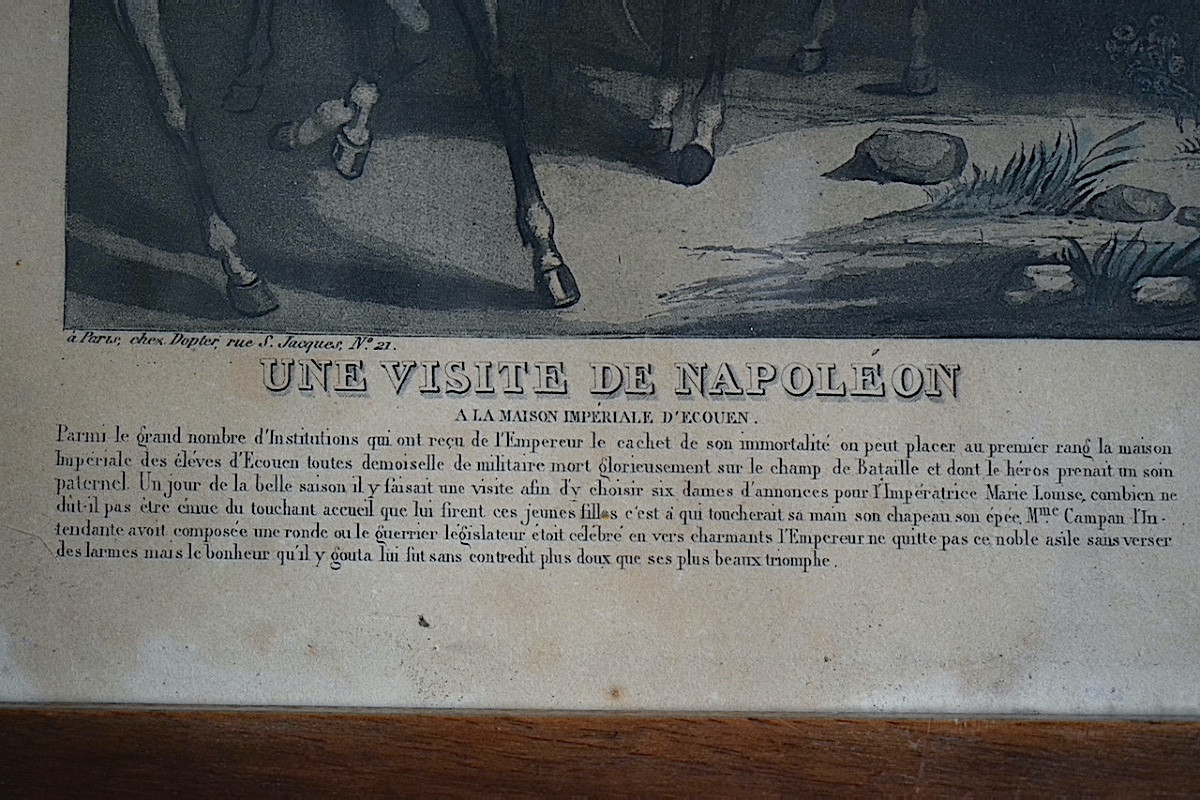 à Paris, chez Dopter, rue S. Jacques, Nº 21.
UNE VISITE DE NAPOLÉON
A LA MAISON IMPÉRIALE D'ECOUEN.
Parmi le grand nombre d'Institutions qui ont reçu de l'Empereur le cachet de son immortalité on peut placer au premier rang la maison
Impériale des éléves d'Ecouen toutes demoiselle de militaire mort glorieusement sur le champ de Bataille et dont le héros prenait un soin
paternel. Un jour de la belle saison il y faisait une visite afin d'y choisir six dames d'annonces pour l'Impératrice Marie Louise, combien ne
dût-il pas être émue du touchant accueil que lui firent ces jeunes filles c'est á qui toucherait sa main son chapeau son épée, Mme Campan l'In-
tendante avoit composée une ronde ou le guerrier législateur étoit célébré en vers charmants l'Empereur ne quitte pas ce noble asile sans verser
des larmes mais le bonheur qu'il y gouta lui fut sans contredit plus doux que ses plus beaux triomphe.